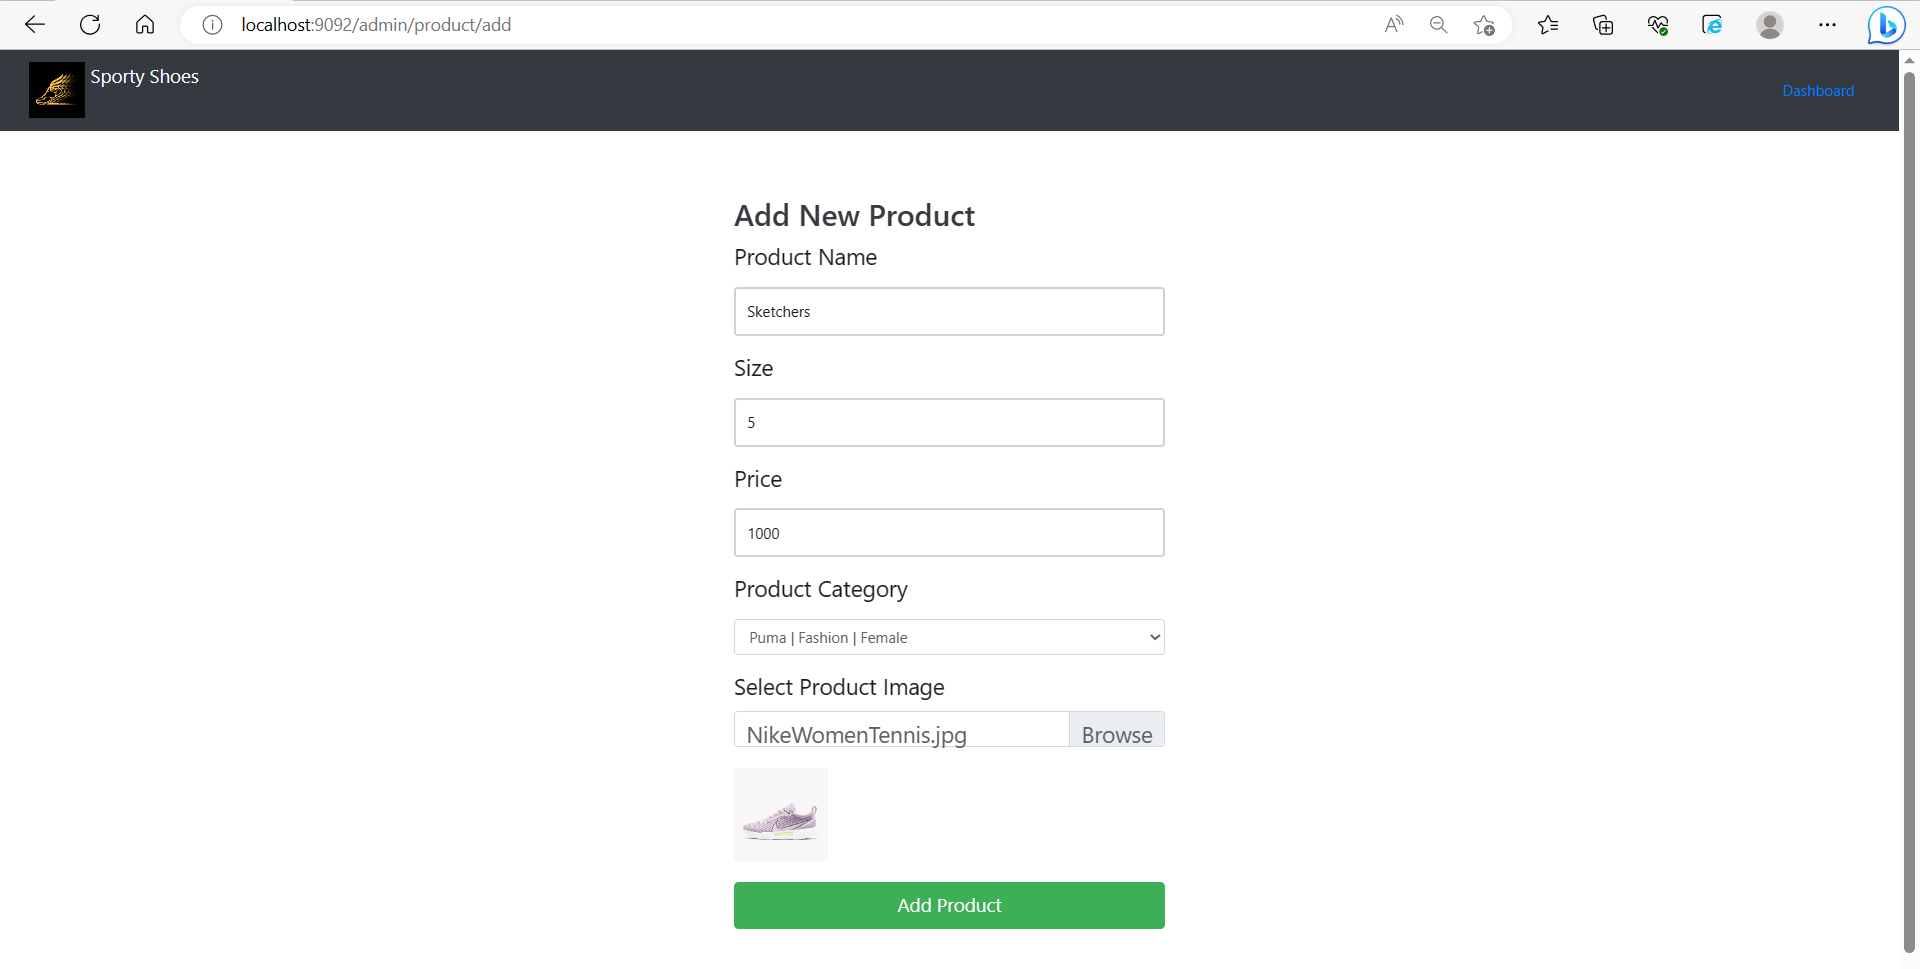 localhost:9092/admin/product/add
Sporty Shoes
Dashboard
Add New Product
Product Name
Sketchers
Size
5
Price
1000
Product Category
Puma | Fashion | Female
Select Product Image
NikeWomenTennis.jpg Browse
Add Product